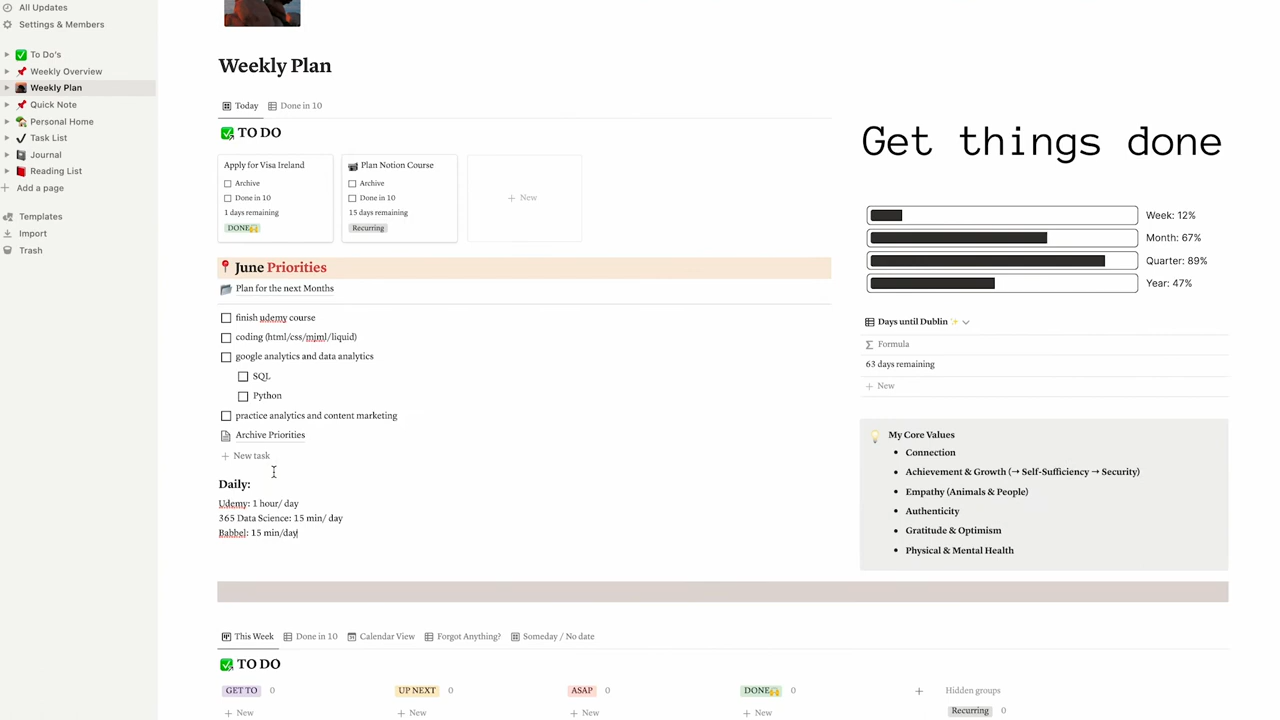 All Updates
Settings & Members
To Do's
Weekly Overview
Weekly Plan
Quick Note
Personal Home
Task List
Journal
Reading List
Add a page
Templates
Import
Trash
Weekly Plan
Today Done in 10
TO DO
Apply for Visa Ireland
Archive
Done in 10
1 days remaining
DONE🙌
Plan Notion Course
Archive
Done in 10
15 days remaining
Recurring
+ New
June Priorities
Plan for the next Months
finish udemy course
coding (html/css/mjml/liquid)
google analytics and data analytics
SQL
Python
practice analytics and content marketing
Archive Priorities
+ New task
Daily:
Udemy: 1 hour/ day
365 Data Science: 15 min/ day
Babbel: 15 min/day
Get things done
Week: 12%
Month: 67%
Quarter: 89%
Year: 47%
Days until Dublin ✨
Formula
63 days remaining
+ New
My Core Values
• Connection
• Achievement & Growth (→ Self-Sufficiency → Security)
• Empathy (Animals & People)
• Authenticity
• Gratitude & Optimism
• Physical & Mental Health
This Week Done in 10 Calendar View Forgot Anything? Someday / No date
TO DO
GET TO 0 UP NEXT 0 ASAP 0 DONE🙌 0 + Hidden groups
+ New + New + New + New Recurring 0